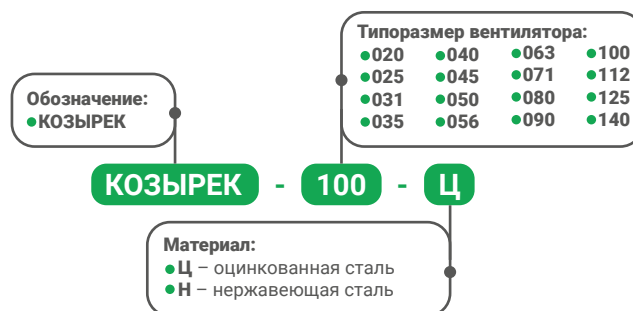 Типоразмер вентилятора:
020 040 063 100
025 045 071 112
031 050 080 125
035 056 090 140
Обозначение:
КОЗЫРЕК
КОЗЫРЕК - 100 - Ц
Материал:
Ц – оцинкованная сталь
Н – нержавеющая сталь